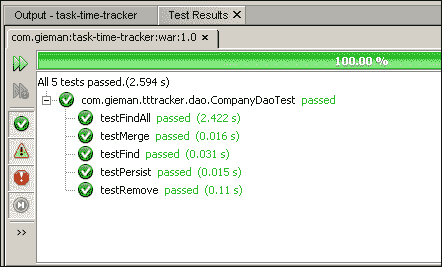 Output - task-time-tracker
Test Results
com.gieman:task-time-tracker:war:1.0
100.00 %
All 5 tests passed.(2.594 s)
com.gieman.tttracker.dao.CompanyDaoTest passed
testFindAll passed (2.422 s)
testMerge passed (0.016 s)
testFind passed (0.031 s)
testPersist passed (0.015 s)
testRemove passed (0.11 s)